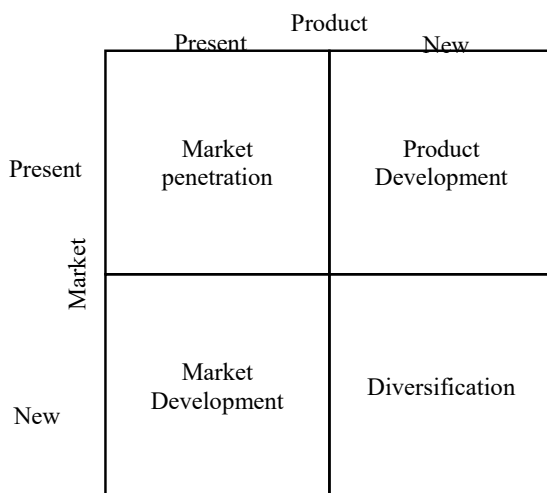 Product
Present New
Market Product
Present penetration Development
Market
Market
Development Diversification
New